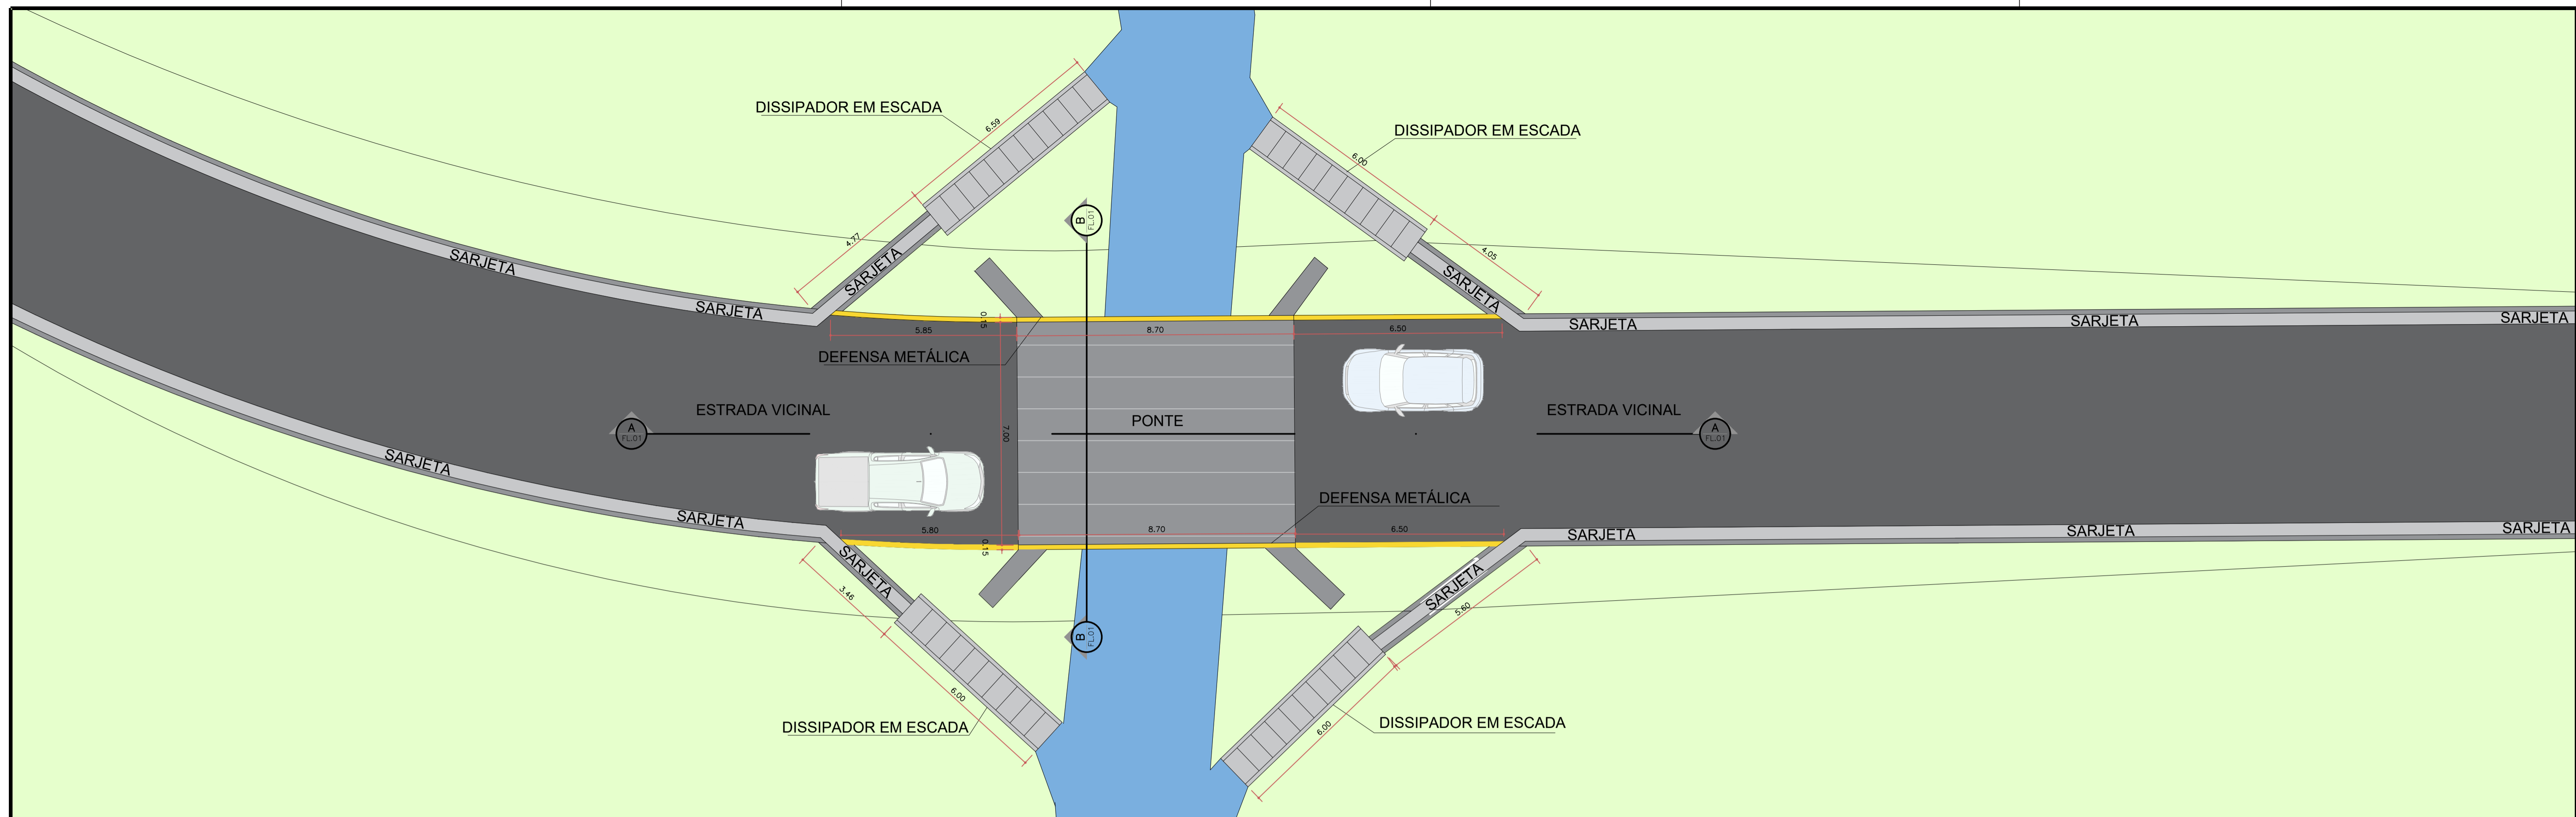 DISSIPADOR EM ESCADA
6.59
DISSIPADOR EM ESCADA
6.00
4.77
4.05
B
FL.01
SARJETA
SARJETA
SARJETA
SARJETA
SARJETA
SARJETA
SARJETA
0.15
5.85
8.70
6.50
DEFENSA METÁLICA
ESTRADA VICINAL
ESTRADA VICINAL
A
FL.01
PONTE
7.00
A
FL.01
SARJETA
DEFENSA METÁLICA
SARJETA
5.80
8.70
6.50
0.15
SARJETA
SARJETA
SARJETA
SARJETA
SARJETA
3.46
5.60
B
FL.01
6.00
6.00
DISSIPADOR EM ESCADA
DISSIPADOR EM ESCADA